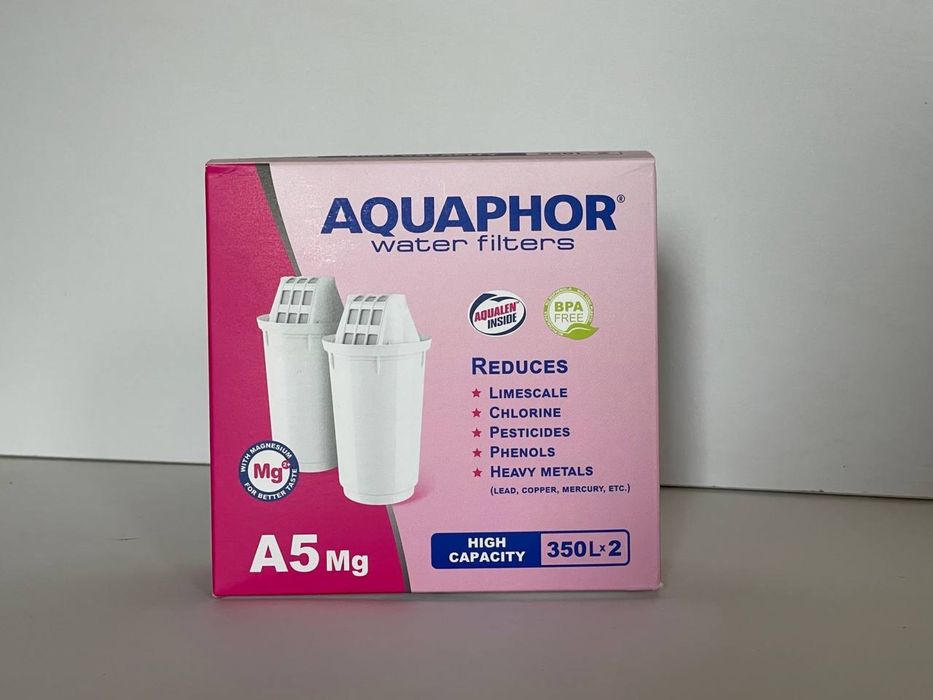 AQUAPHOR®
water filters
AQUALEN™
INSIDE
BPA
FREE
REDUCES
★ LIMESCALE
★ CHLORINE
★ PESTICIDES
★ PHENOLS
★ HEAVY METALS
(LEAD, COPPER, MERCURY, ETC.)
WITH MAGNESIUM
Mg2+
FOR BETTER TASTE
A5 Mg
HIGH
CAPACITY
350L×2